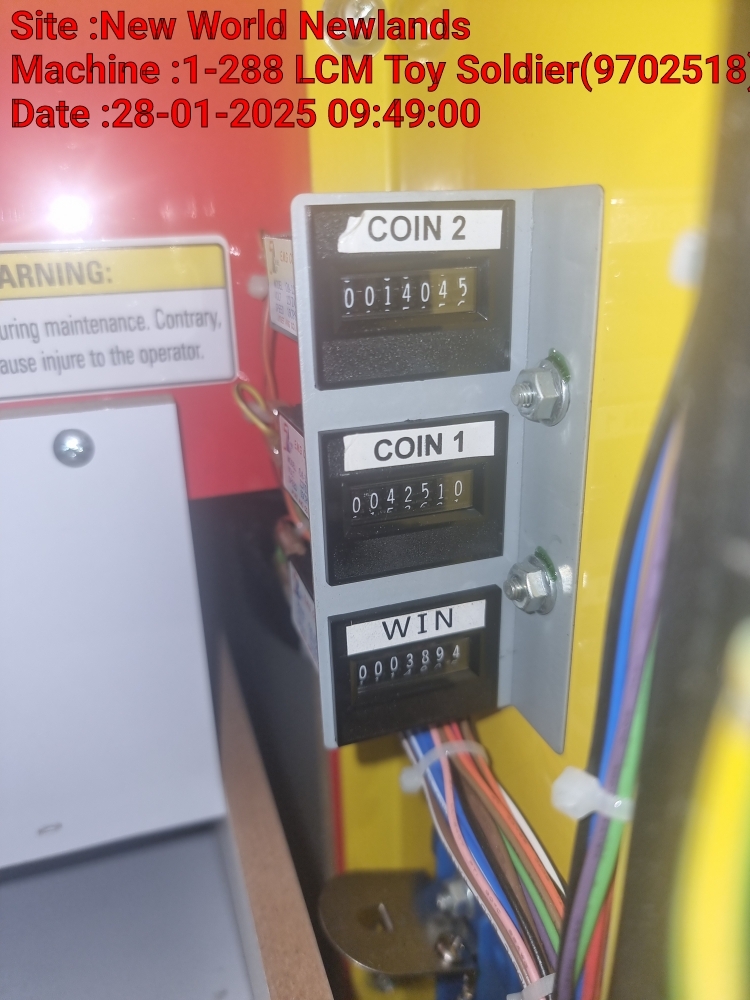 Site :New World Newlands
Machine :1-288 LCM Toy Soldier(9702518)
Date :28-01-2025 09:49:00
COIN 2
0014045
ARNING:
uring maintenance. Contrary,
ause injure to the operator.
COIN 1
0042510
WIN
0003894